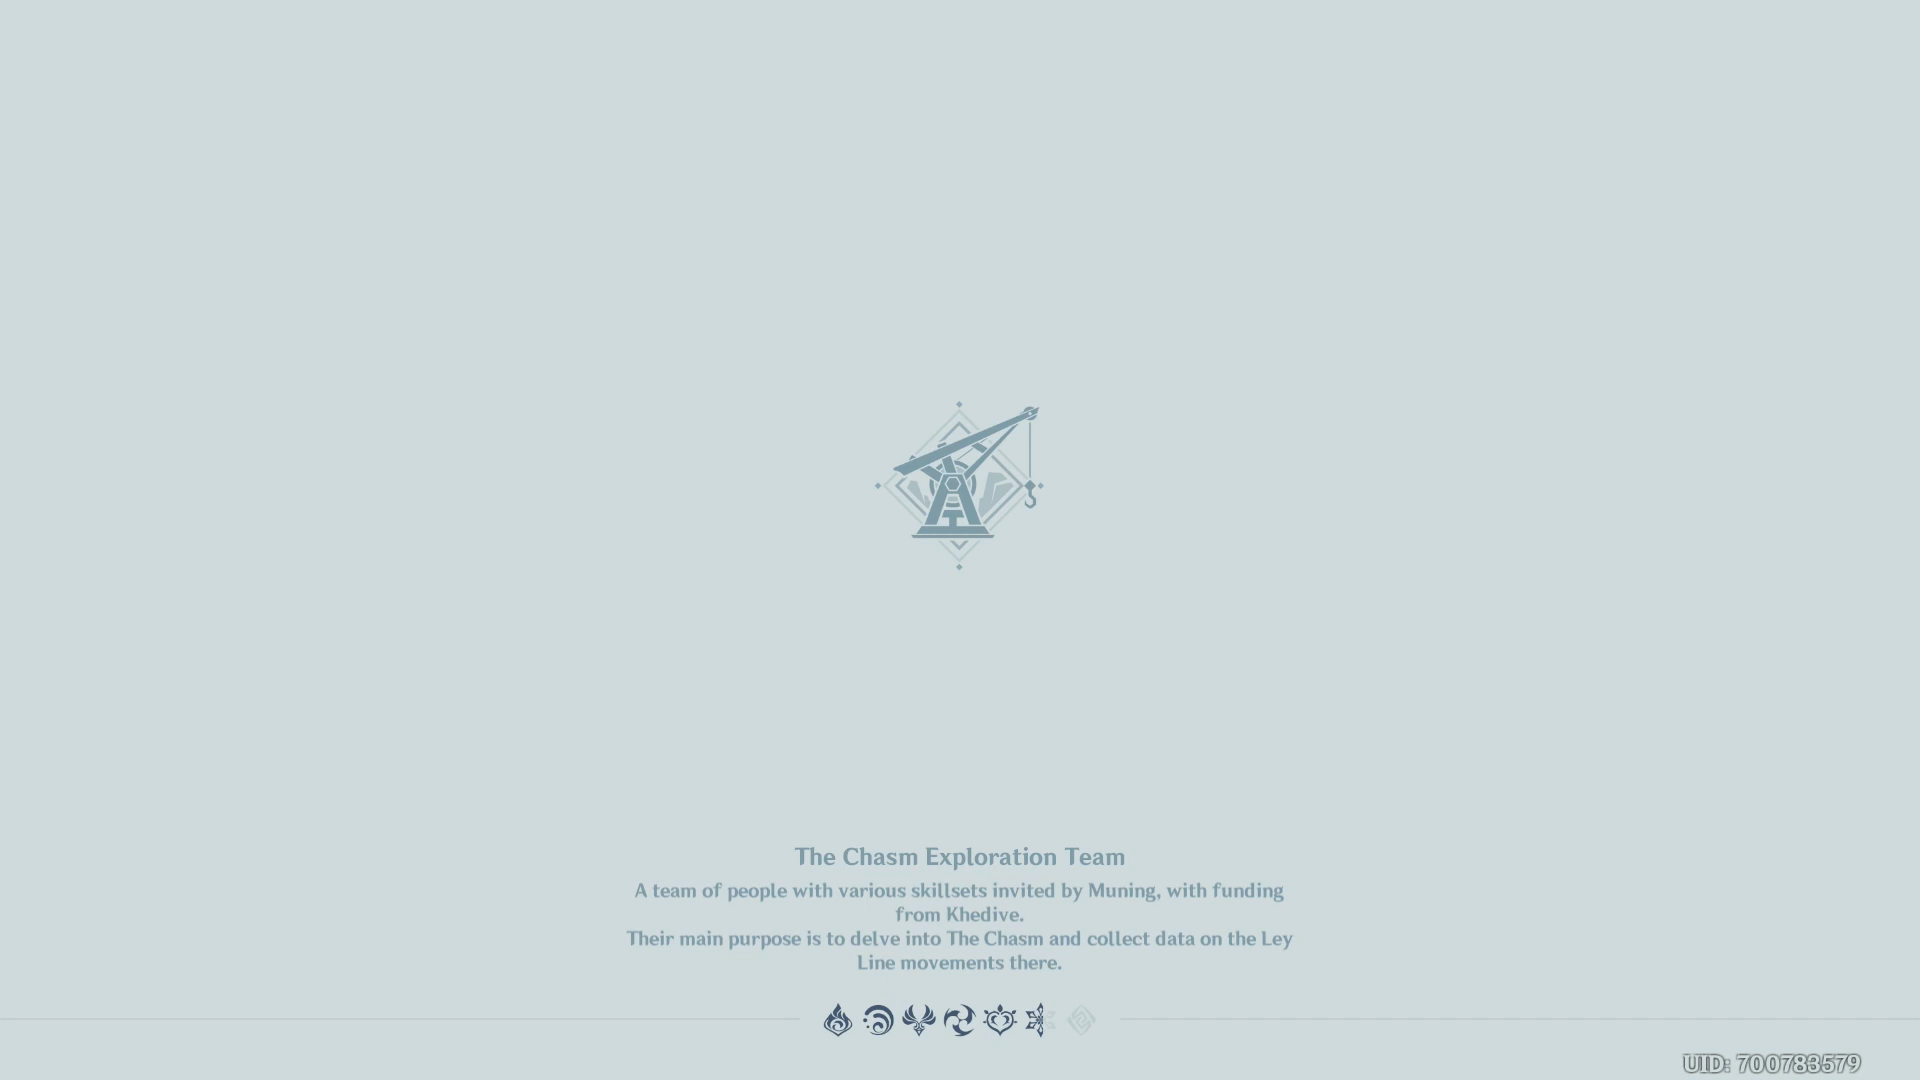 The Chasm Exploration Team
A team of people with various skillsets invited by Muning, with funding
from Khedive.
Their main purpose is to delve into The Chasm and collect data on the Ley
Line movements there.
UID: 700783579